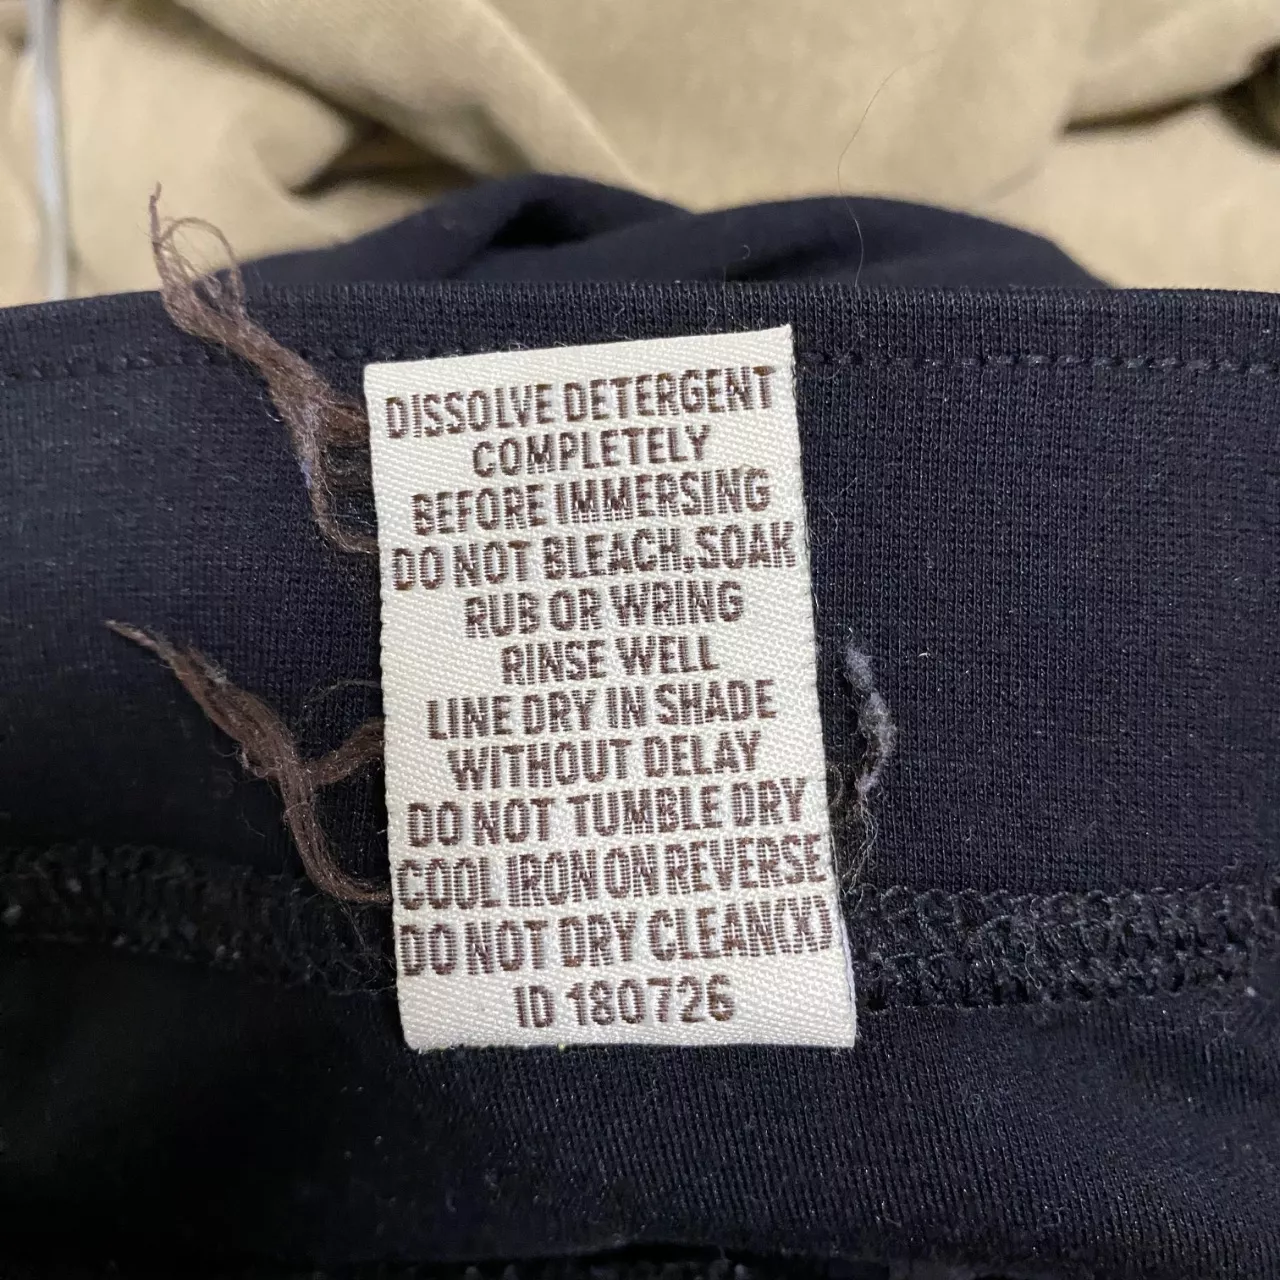 DISSOLVE DETERGENT
COMPLETELY
BEFORE IMMERSING
DO NOT BLEACH.SOAK
RUB OR WRING
RINSE WELL
LINE DRY IN SHADE
WITHOUT DELAY
DO NOT TUMBLE DRY
COOL IRON ON REVERSE
DO NOT DRY CLEAN(X)
ID 180726